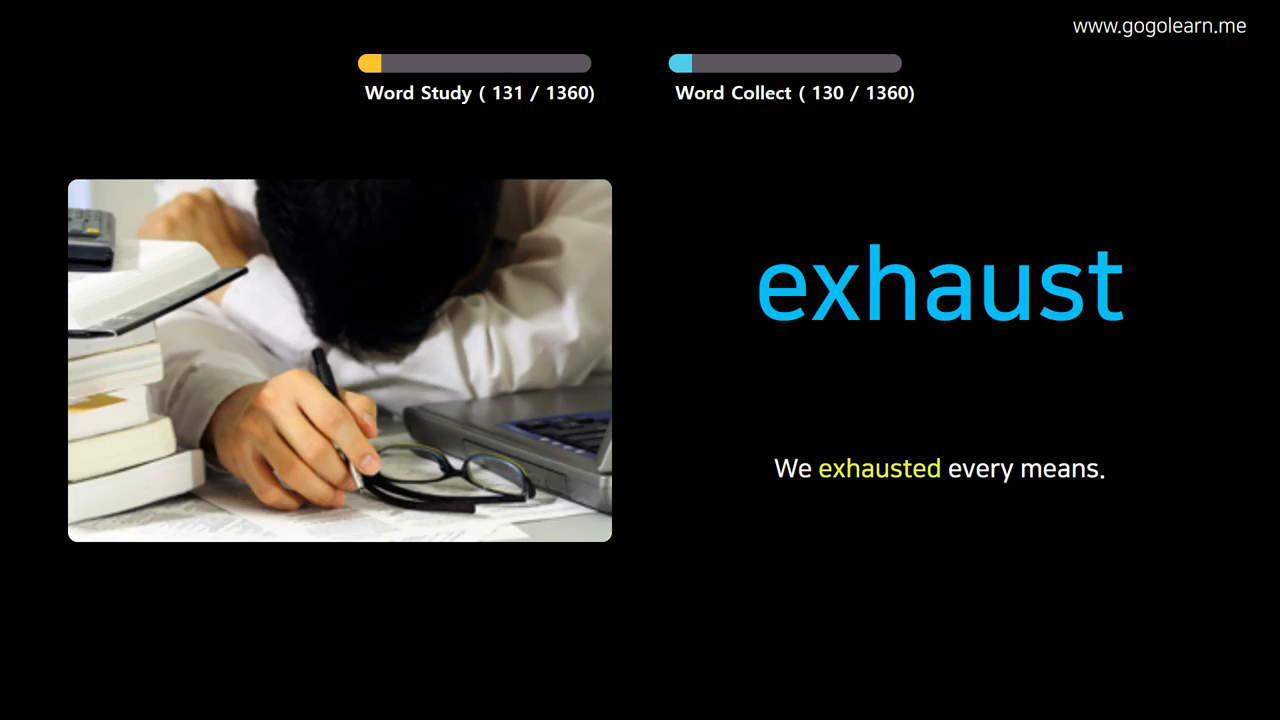 www.gogolearn.me
Word Study ( 131 / 1360)
Word Collect ( 130 / 1360)
exhaust
We exhausted every means.